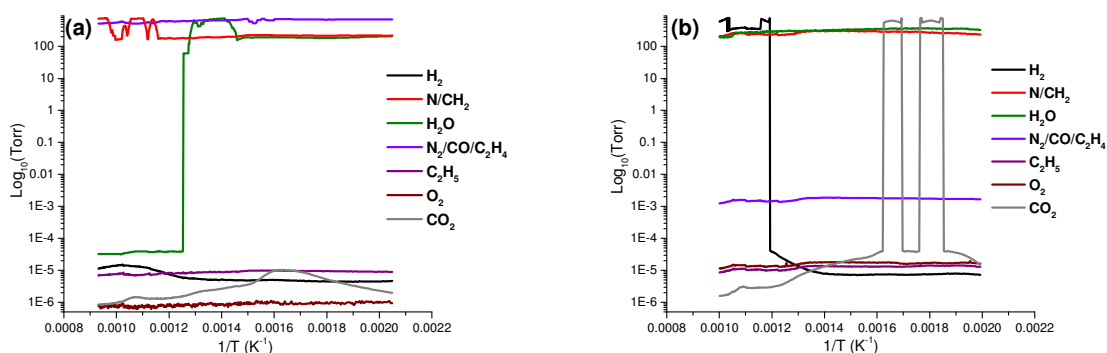 (a)
Log₁₀(Torr)
100
10
1
0.1
0.01
1E-3
1E-4
1E-5
1E-6
0.0008 0.0010 0.0012 0.0014 0.0016 0.0018 0.0020 0.0022
1/T (K⁻¹)
H₂
N/CH₂
H₂O
N₂/CO/C₂H₄
C₂H₅
O₂
CO₂
(b)
Log₁₀(Torr)
100
10
1
0.1
0.01
1E-3
1E-4
1E-5
1E-6
0.0008 0.0010 0.0012 0.0014 0.0016 0.0018 0.0020 0.0022
1/T (K⁻¹)
H₂
N/CH₂
H₂O
N₂/CO/C₂H₄
C₂H₅
O₂
CO₂